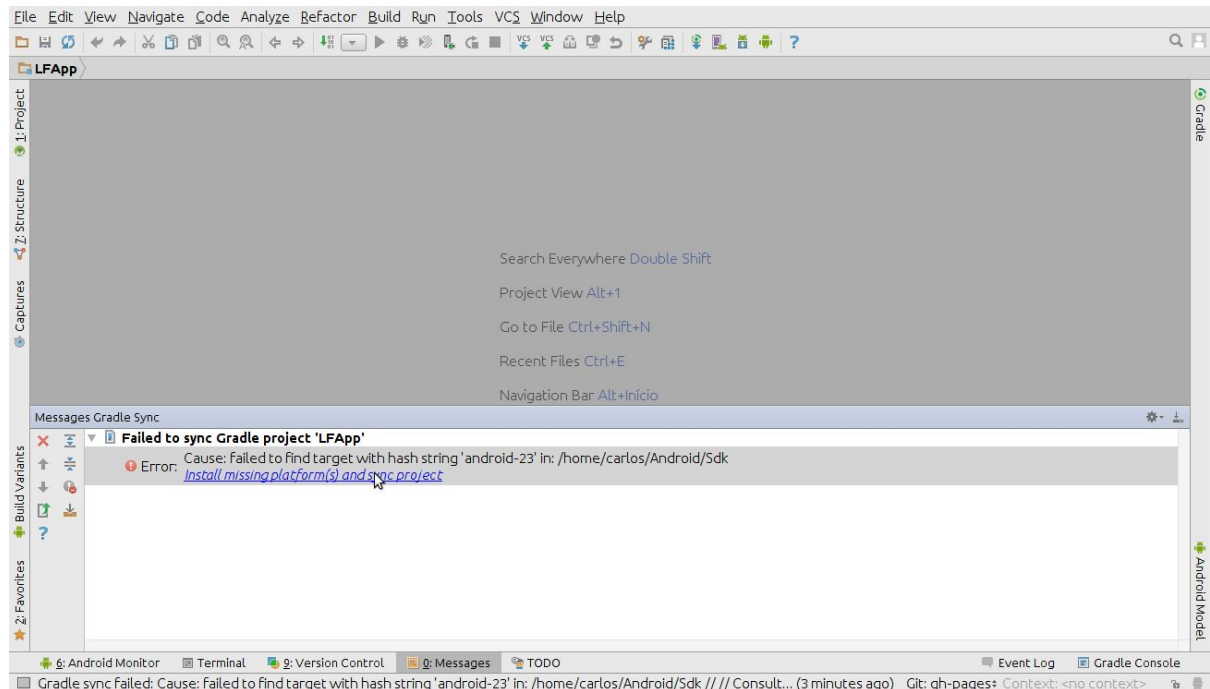 File Edit View Navigate Code Analyze Refactor Build Run Tools VCS Window Help
VCS VCS ?
LFApp
1: Project
7: Structure
Captures
Build Variants
2: Favorites
Gradle
Android Model
Search Everywhere Double Shift
Project View Alt+1
Go to File Ctrl+Shift+N
Recent Files Ctrl+E
Navigation Bar Alt+Início
Messages Gradle Sync
Failed to sync Gradle project 'LFApp'
Error: Cause: failed to find target with hash string 'android-23' in: /home/carlos/Android/Sdk
Install missing platform(s) and sync project
?
6: Android Monitor Terminal 9: Version Control 0: Messages TODO Event Log Gradle Console
Gradle sync failed: Cause: failed to find target with hash string 'android-23' in: /home/carlos/Android/Sdk // // Consult... (3 minutes ago) Git: gh-pages Context: <no context>